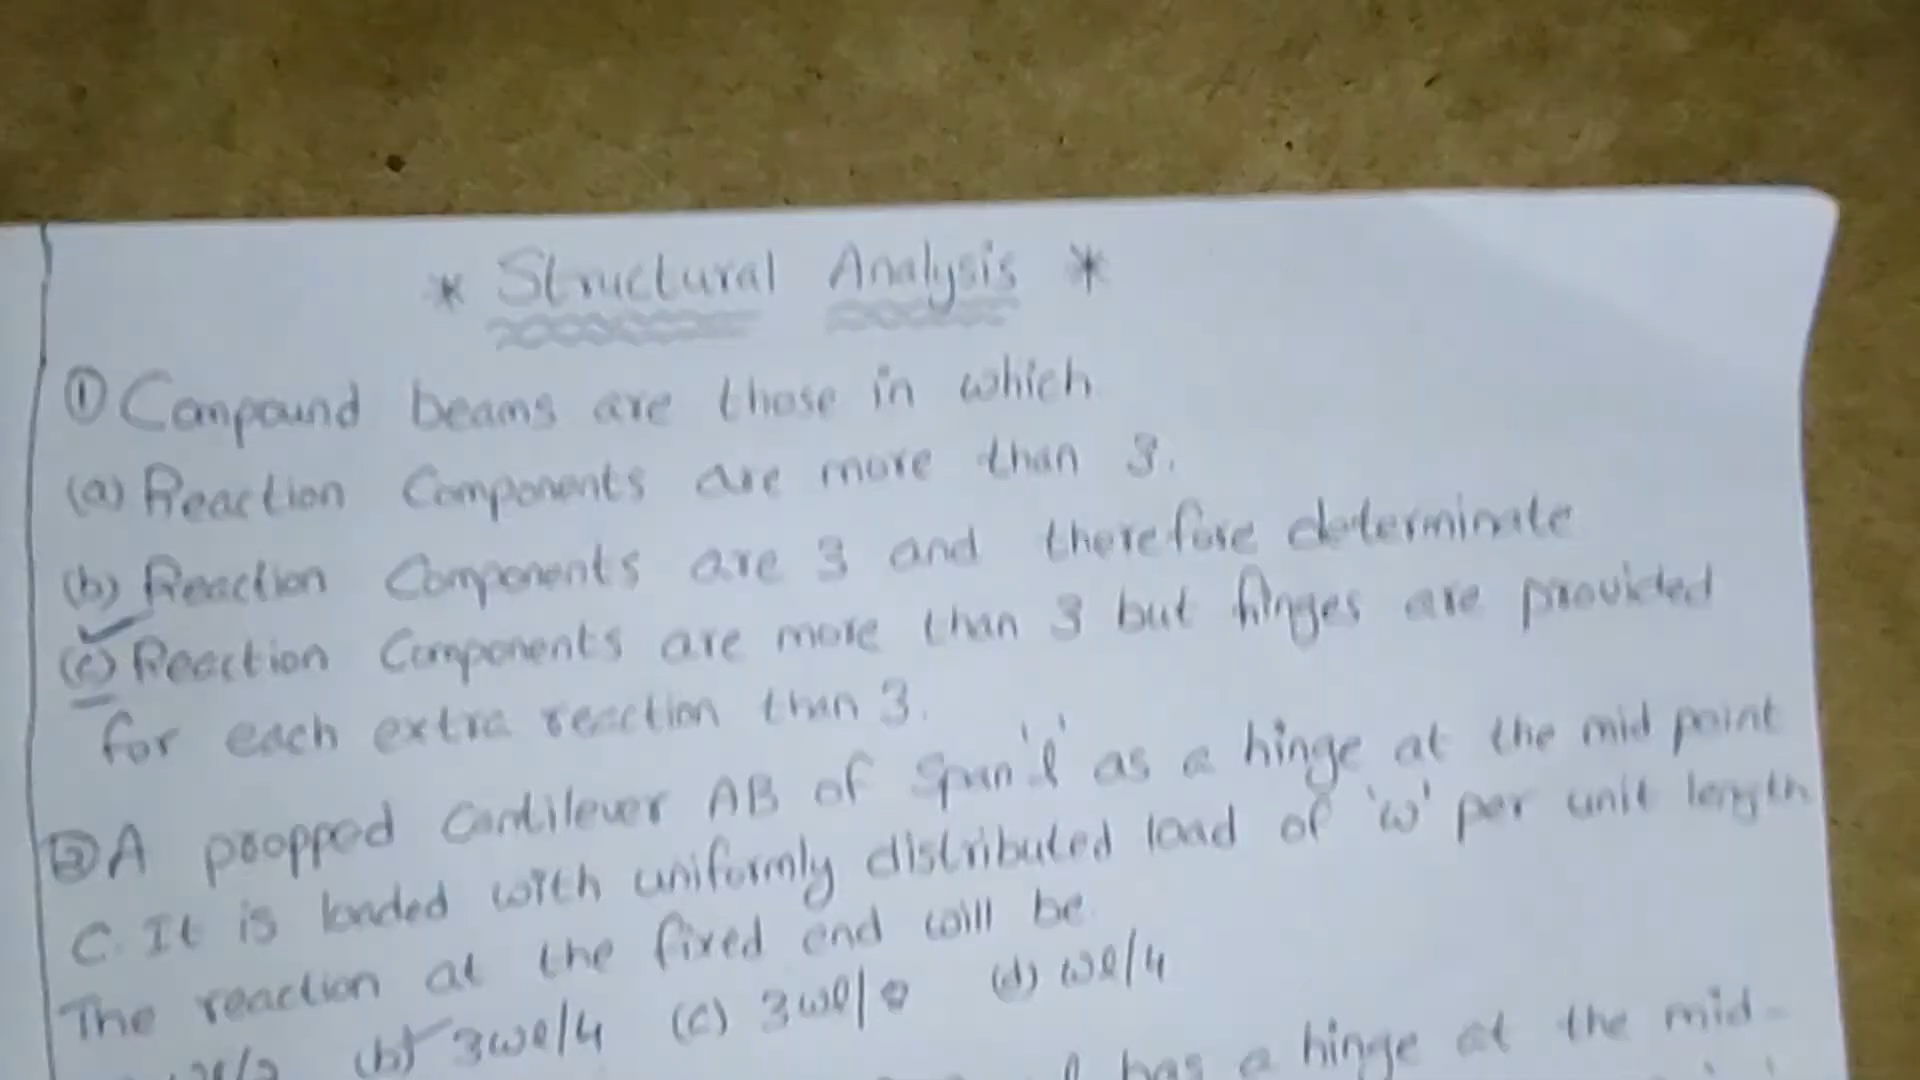 * Structural Analysis *
① Compound beams are those in which
(a) Reaction Components are more than 3.
(b) Reaction Components are 3 and therefore determinate
(c) Reaction Components are more than 3 but hinges are provided
for each extra reaction than 3.
② A propped Cantilever AB of Span 'l' as a hinge at the mid point
C. It is loaded with uniformly distributed load of 'w' per unit length
The reaction at the fixed end will be.
(b) 3wl/4 (c) 3wl/8 (d) wl/4
l has a hinge at the mid-